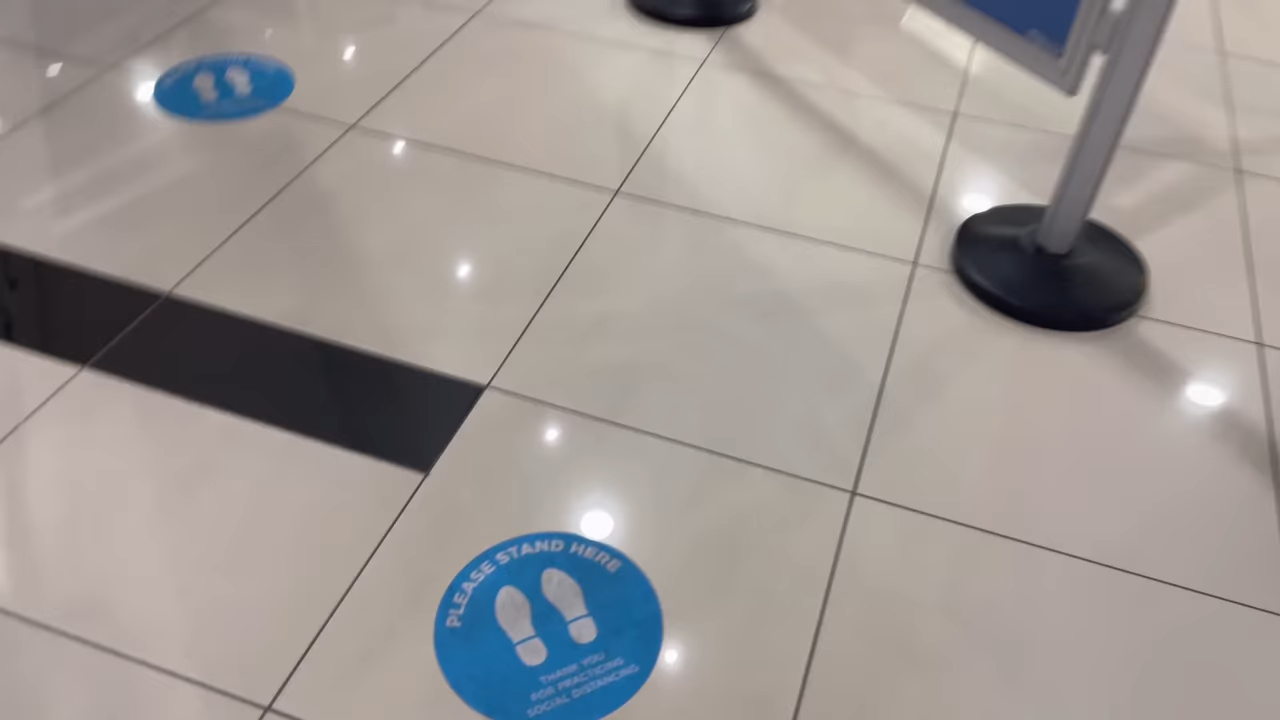 PLEASE STAND HERE
THANK YOU
FOR PRACTICING
SOCIAL DISTANCING